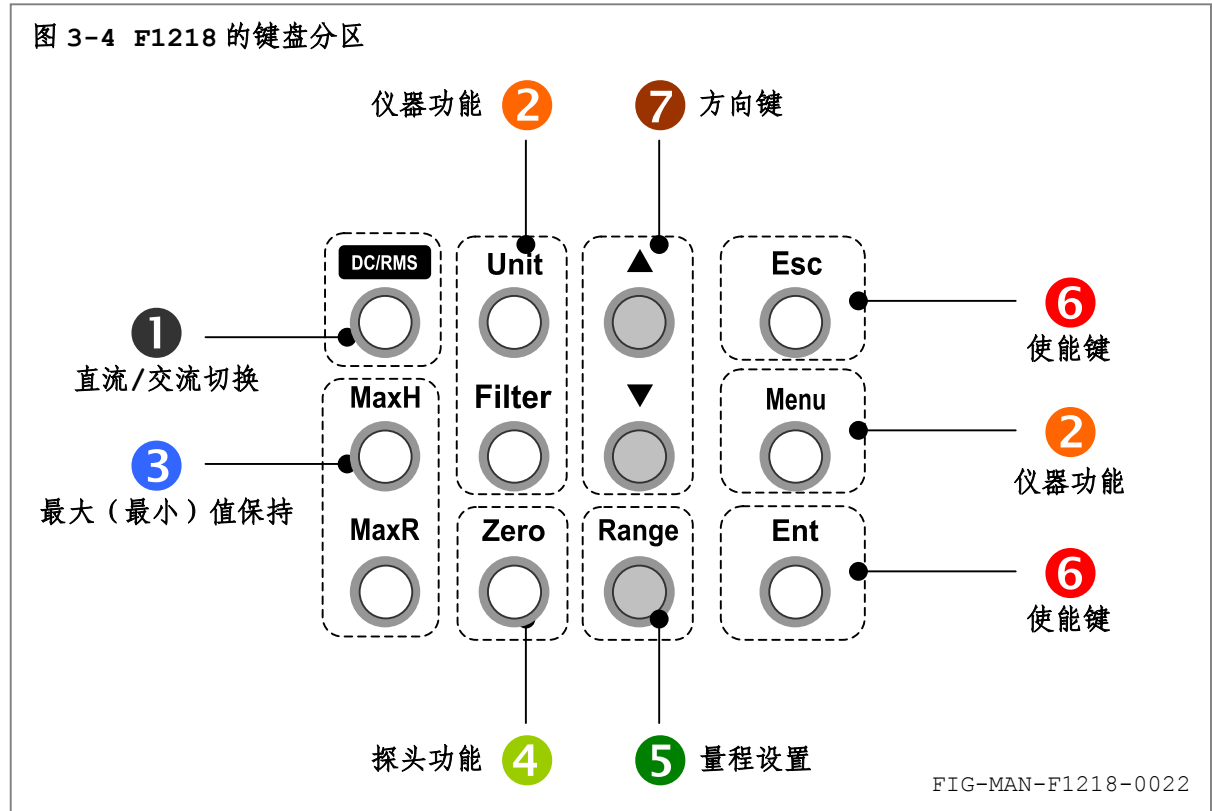 图 3-4 F1218 的键盘分区
仪器功能 2
7 方向键
DC/RMS
Unit
▲
Esc
1
直流/交流切换
6
使能键
MaxH
Filter
▼
Menu
3
最大（最小）值保持
2
仪器功能
MaxR
Zero
Range
Ent
6
使能键
探头功能 4
5 量程设置
FIG-MAN-F1218-0022